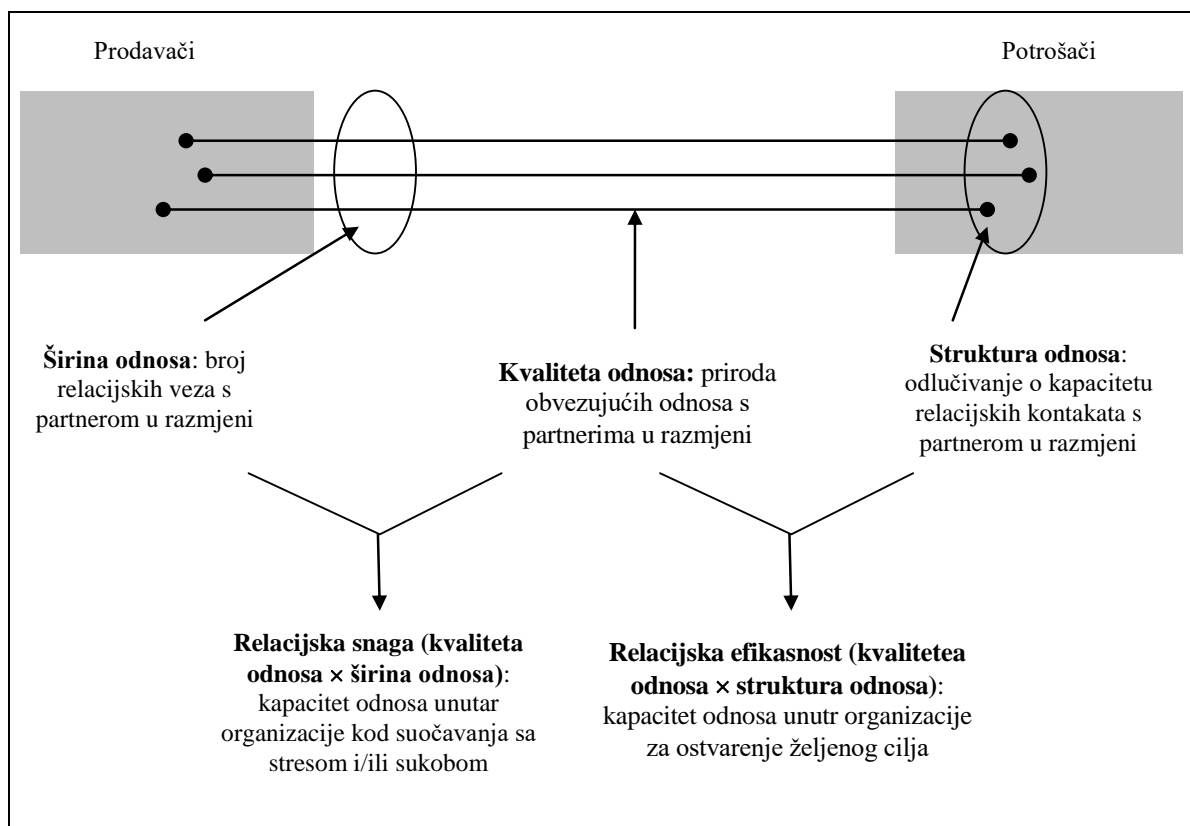 Prodavači
Potrošači
Širina odnosa: broj
relacijskih veza s
partnerom u razmjeni
Kvaliteta odnosa: priroda
obvezujućih odnosa s
partnerima u razmjeni
Struktura odnosa:
odlučivanje o kapacitetu
relacijskih kontakata s
partnerom u razmjeni
Relacijska snaga (kvaliteta
odnosa × širina odnosa):
kapacitet odnosa unutar
organizacije kod suočavanja sa
stresom i/ili sukobom
Relacijska efikasnost (kvalitetea
odnosa × struktura odnosa):
kapacitet odnosa unutr organizacije
za ostvarenje željenog cilja